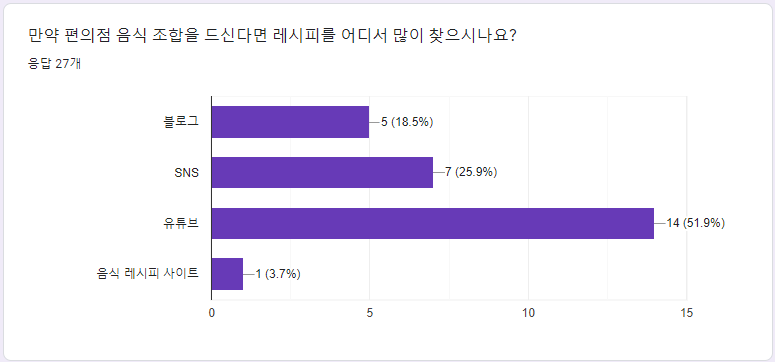 만약 편의점 음식 조합을 드신다면 레시피를 어디서 많이 찾으시나요?
응답 27개
블로그
5 (18.5%)
SNS
7 (25.9%)
유튜브
14 (51.9%)
음식 레시피 사이트
1 (3.7%)
0 5 10 15